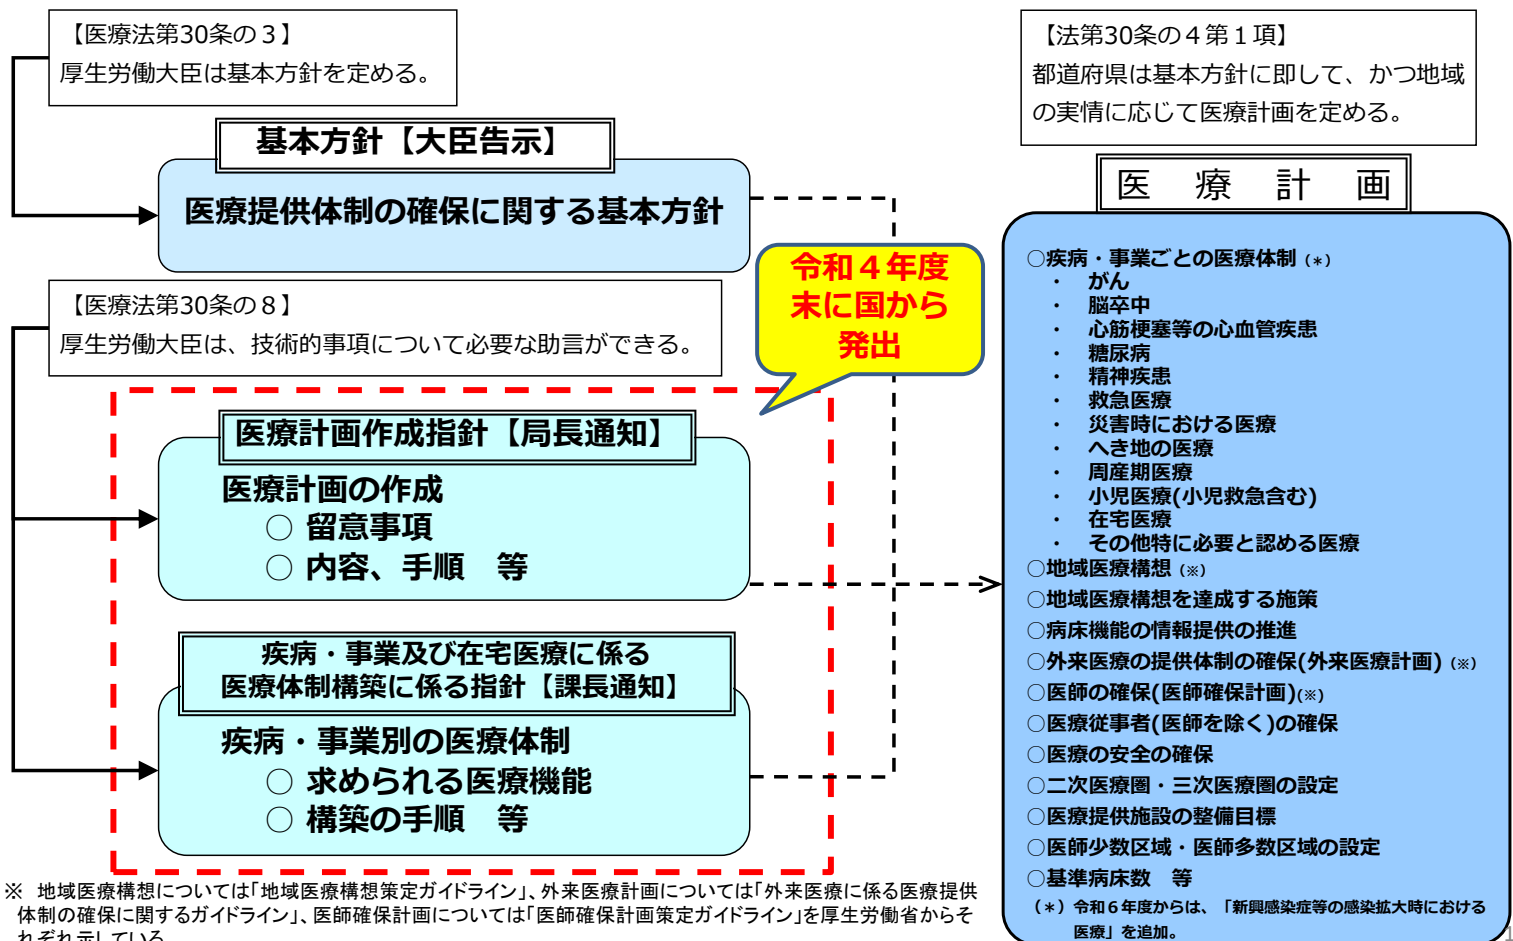 【医療法第30条の３】
厚生労働大臣は基本方針を定める。
基本方針【大臣告示】
医療提供体制の確保に関する基本方針
【医療法第30条の８】
厚生労働大臣は、技術的事項について必要な助言ができる。
令和４年度
末に国から
発出
医療計画作成指針【局長通知】
医療計画の作成
○ 留意事項
○ 内容、手順　等
疾病・事業及び在宅医療に係る
医療体制構築に係る指針【課長通知】
疾病・事業別の医療体制
○ 求められる医療機能
○ 構築の手順　等
【法第30条の４第１項】
都道府県は基本方針に即して、かつ地域
の実情に応じて医療計画を定める。
医　療　計　画
○疾病・事業ごとの医療体制（＊）
・　がん
・　脳卒中
・　心筋梗塞等の心血管疾患
・　糖尿病
・　精神疾患
・　救急医療
・　災害時における医療
・　へき地の医療
・　周産期医療
・　小児医療(小児救急含む)
・　在宅医療
・　その他特に必要と認める医療
○地域医療構想（※）
○地域医療構想を達成する施策
○病床機能の情報提供の推進
○外来医療の提供体制の確保(外来医療計画)（※）
○医師の確保(医師確保計画)(※)
○医療従事者(医師を除く)の確保
○医療の安全の確保
○二次医療圏・三次医療圏の設定
○医療提供施設の整備目標
○医師少数区域・医師多数区域の設定
○基準病床数　等
（＊）令和６年度からは、「新興感染症等の感染拡大時における
医療」を追加。
※　地域医療構想については「地域医療構想策定ガイドライン」、外来医療計画については「外来医療に係る医療提供
体制の確保に関するガイドライン」、医師確保計画については「医師確保計画策定ガイドライン」を厚生労働省からそ
れぞれ示している
1